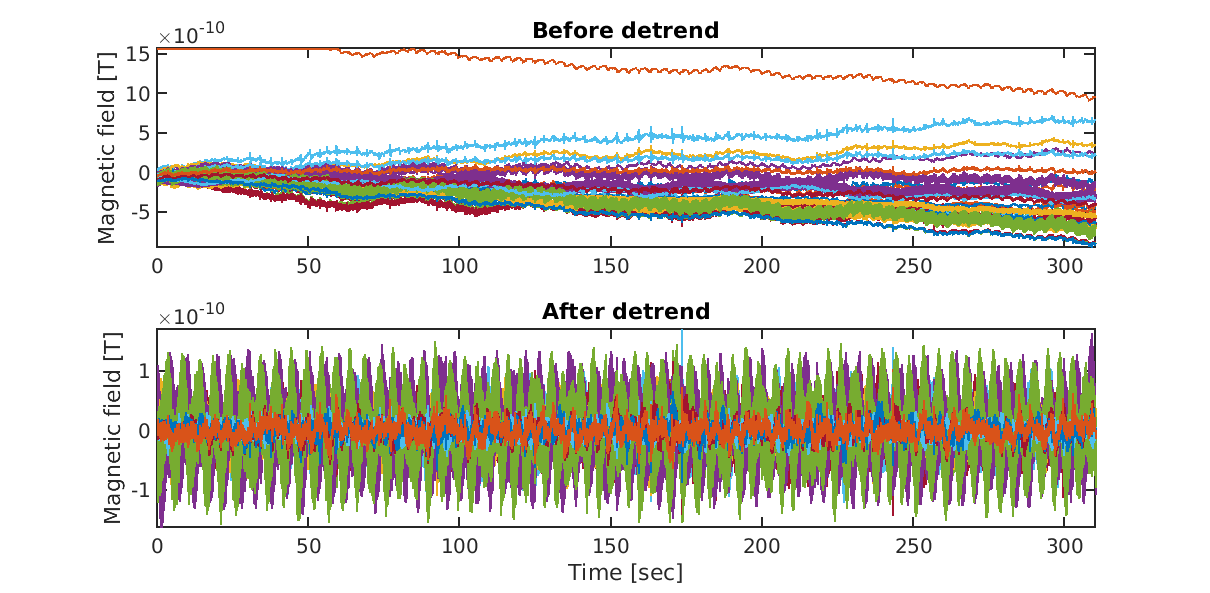 Before detrend
×10^-10
Magnetic field [T]
15
10
5
0
-5
0 50 100 150 200 250 300
After detrend
×10^-10
Magnetic field [T]
1
0
-1
0 50 100 150 200 250 300
Time [sec]